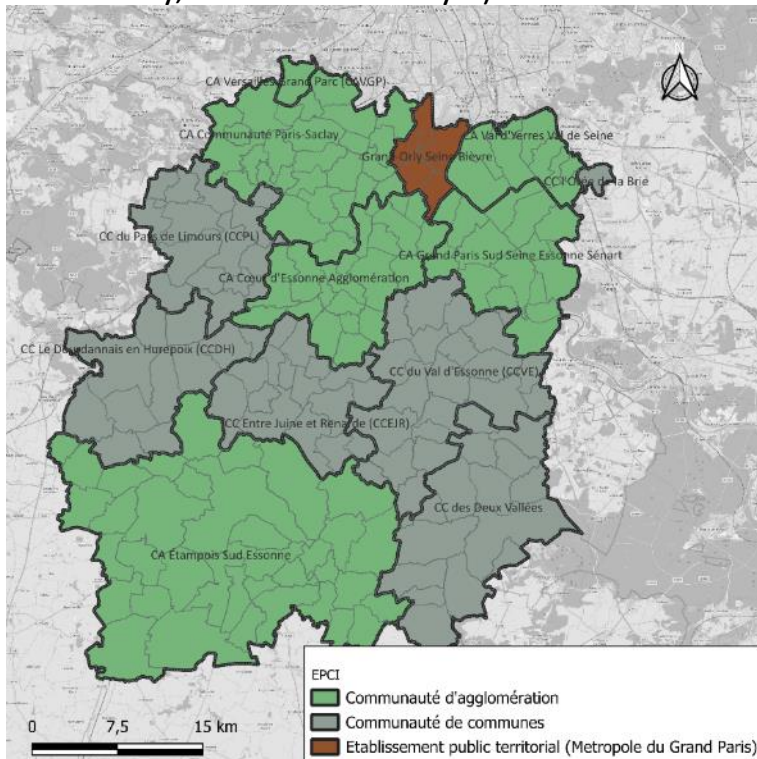 CA Versailles Grand Parc (CAVGP)
CA Communauté Paris-Saclay
CA Val d'Yerres Val de Seine
Grand-Orly Seine Bièvre
CC l'Orée de la Brie
CC du Pays de Limours (CCPL)
CA Grand Paris Sud Seine Essonne Sénart
CA Cœur d'Essonne Agglomération
CC Le Dourdannais en Hurepoix (CCDH)
CC du Val d'Essonne (CCVE)
CC Entre Juine et Renarde (CCEJR)
CC des Deux Vallées
CA Etampois Sud Essonne
EPCI
Communauté d'agglomération
Communauté de communes
Etablissement public territorial (Metropole du Grand Paris)
0 7,5 15 km